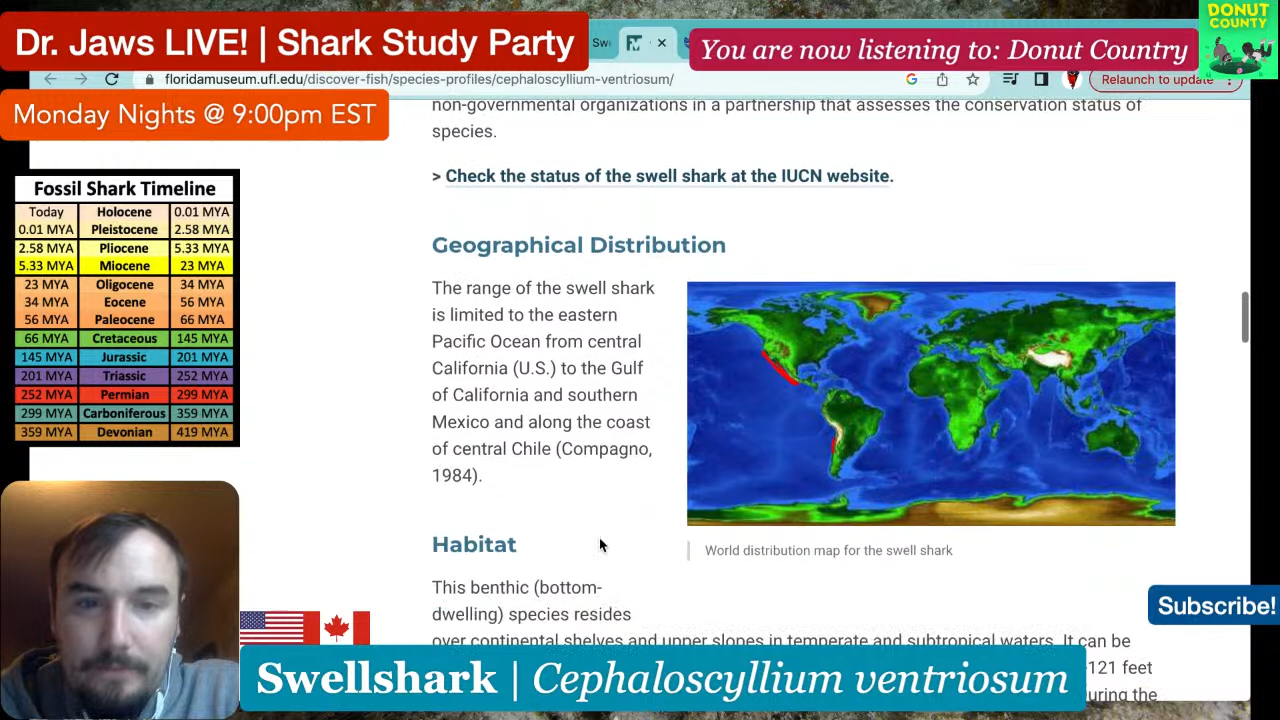 Dr. Jaws LIVE! | Shark Study Party
Swe
You are now listening to: Donut Country
DONUT
COUNTY
floridamuseum.ufl.edu/discover-fish/species-profiles/cephaloscyllium-ventriosum/
Relaunch to update
Monday Nights @ 9:00pm EST
non-governmental organizations in a partnership that assesses the conservation status of
species.
> Check the status of the swell shark at the IUCN website.
Fossil Shark Timeline
Today Holocene 0.01 MYA
0.01 MYA Pleistocene 2.58 MYA
2.58 MYA Pliocene 5.33 MYA
5.33 MYA Miocene 23 MYA
23 MYA Oligocene 34 MYA
34 MYA Eocene 56 MYA
56 MYA Paleocene 66 MYA
66 MYA Cretaceous 145 MYA
145 MYA Jurassic 201 MYA
201 MYA Triassic 252 MYA
252 MYA Permian 299 MYA
299 MYA Carboniferous 359 MYA
359 MYA Devonian 419 MYA
Geographical Distribution
The range of the swell shark
is limited to the eastern
Pacific Ocean from central
California (U.S.) to the Gulf
of California and southern
Mexico and along the coast
of central Chile (Compagno,
1984).
World distribution map for the swell shark
Habitat
This benthic (bottom-
dwelling) species resides
over continental shelves and upper slopes in temperate and subtropical waters. It can be
121 feet
during the
Subscribe!
Swellshark | Cephaloscyllium ventriosum